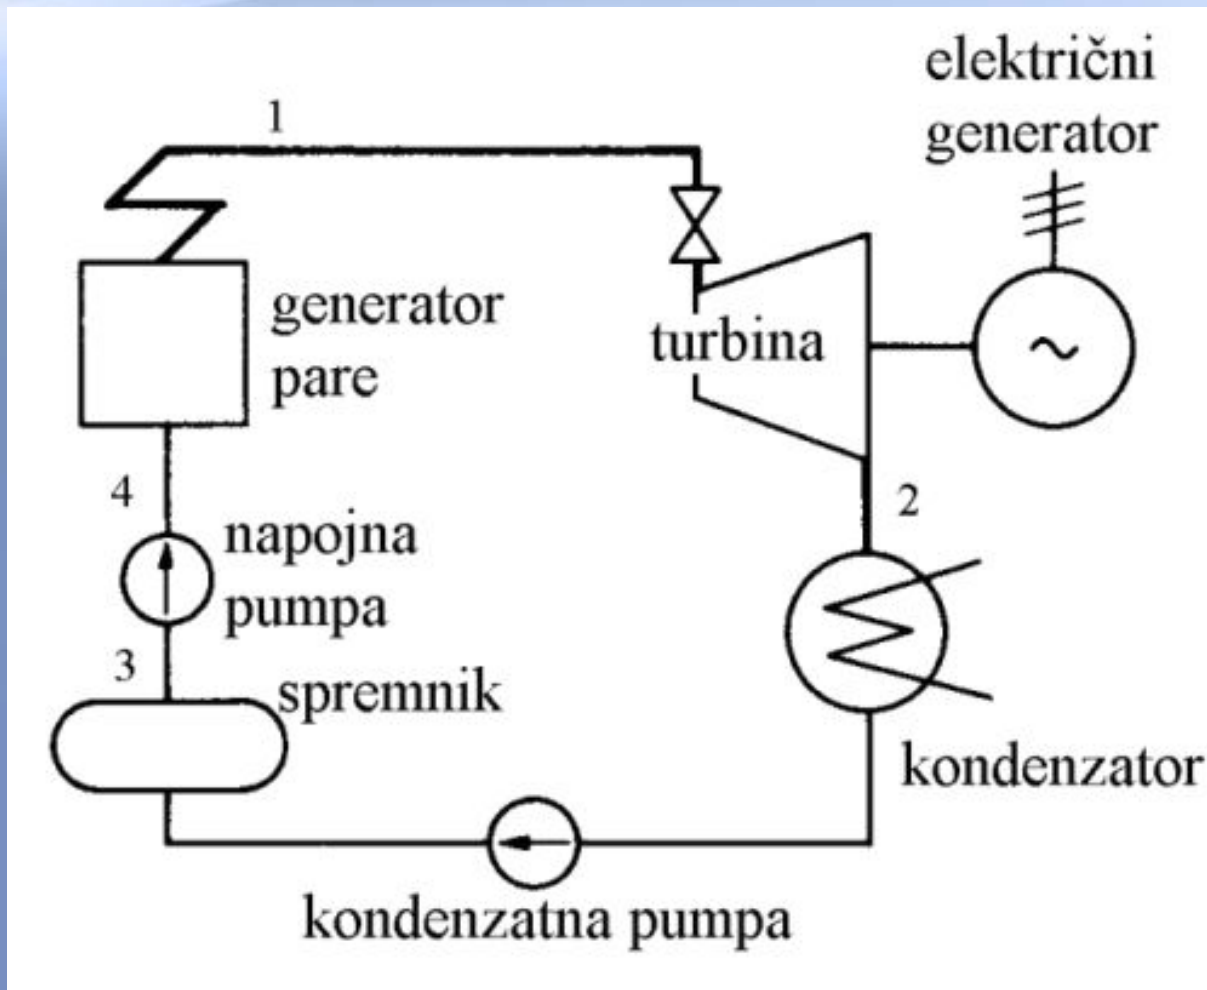 električni
generator
1
generator
pare
turbina
4
2
napojna
pumpa
3
spremnik
kondenzator
kondenzatna pumpa